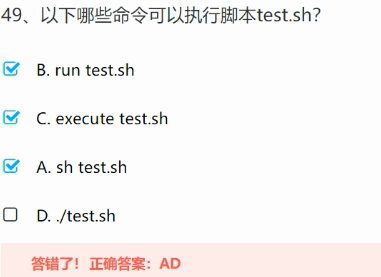 49、以下哪些命令可以执行脚本test.sh?
B. run test.sh
C. execute test.sh
A. sh test.sh
D. ./test.sh
答错了！正确答案：AD